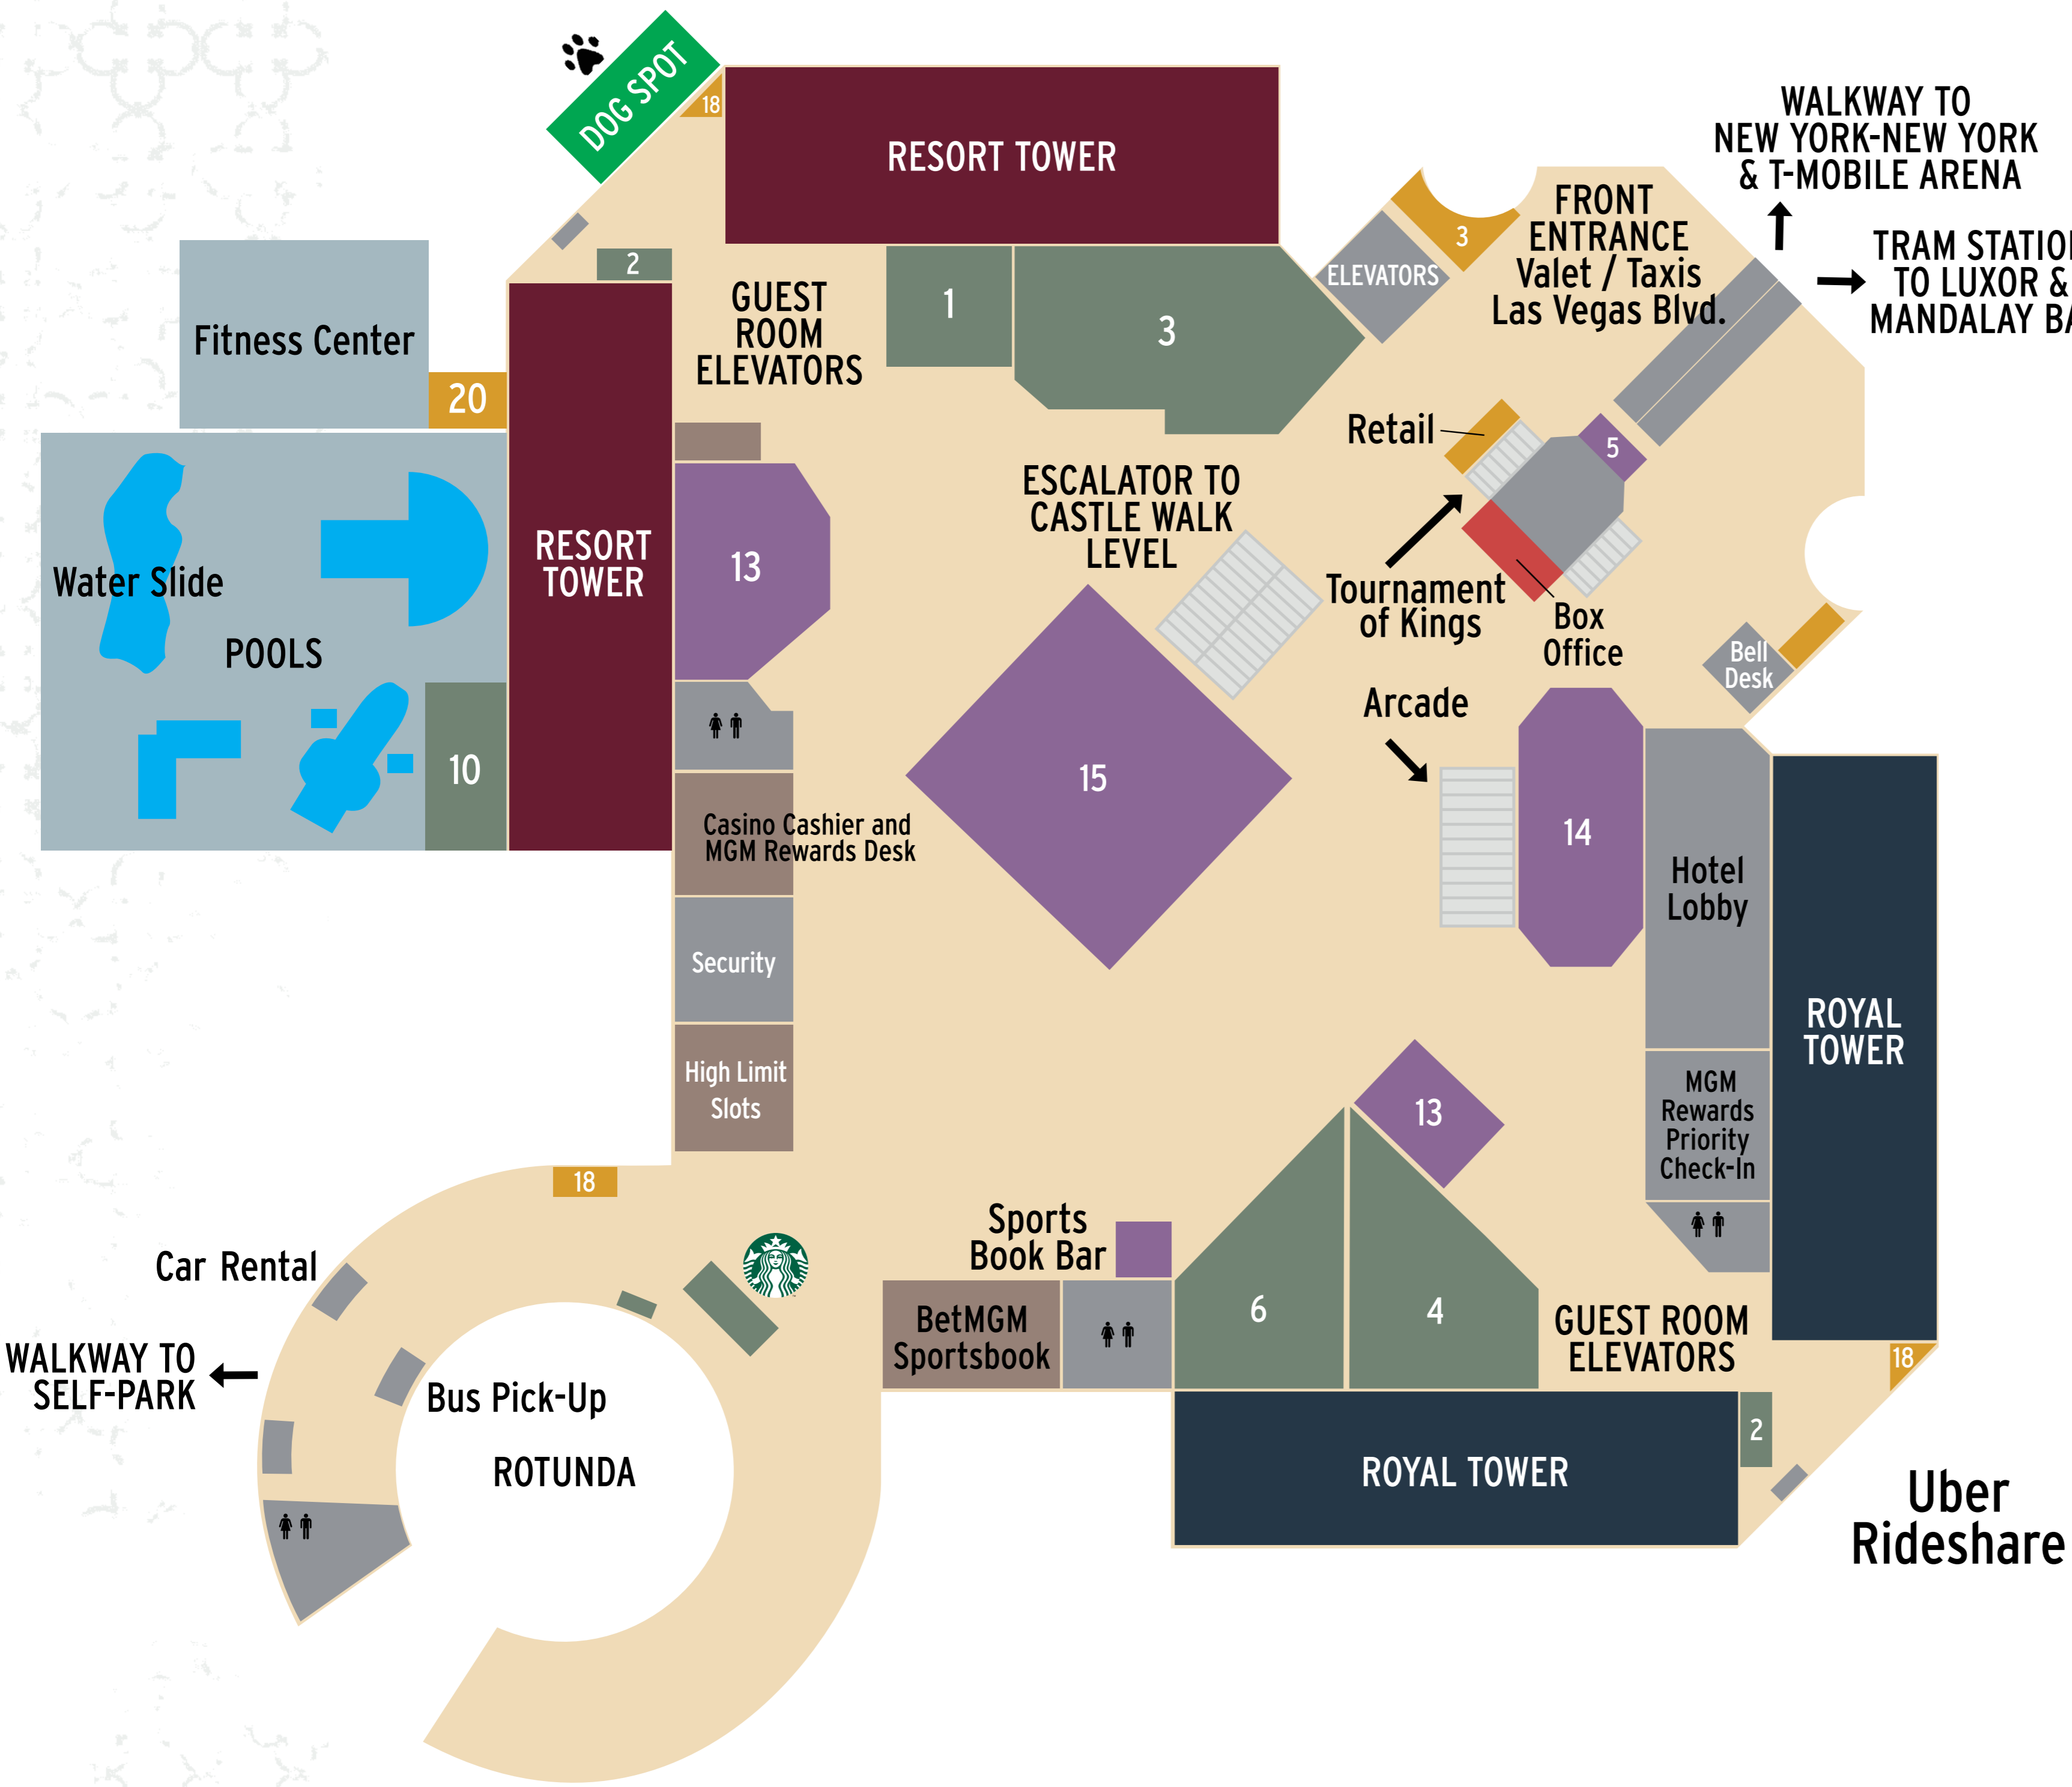 DOG SPOT
18
RESORT TOWER
WALKWAY TO
NEW YORK-NEW YORK
& T-MOBILE ARENA
FRONT
ENTRANCE
Valet / Taxis
Las Vegas Blvd.
3
ELEVATORS
TRAM STATION
TO LUXOR &
MANDALAY BA
2
GUEST
ROOM
ELEVATORS
1
3
Fitness Center
20
Retail
5
ESCALATOR TO
CASTLE WALK
LEVEL
RESORT
TOWER
13
Water Slide
POOLS
Tournament
of Kings
Box
Office
Bell
Desk
Arcade
10
15
14
Casino Cashier and
MGM Rewards Desk
Hotel
Lobby
Security
ROYAL
TOWER
High Limit
Slots
MGM
Rewards
Priority
Check-In
13
18
Sports
Book Bar
Car Rental
BetMGM
Sportsbook
6
4
GUEST ROOM
ELEVATORS
18
WALKWAY TO
SELF-PARK
Bus Pick-Up
ROTUNDA
ROYAL TOWER
2
Uber
Rideshare